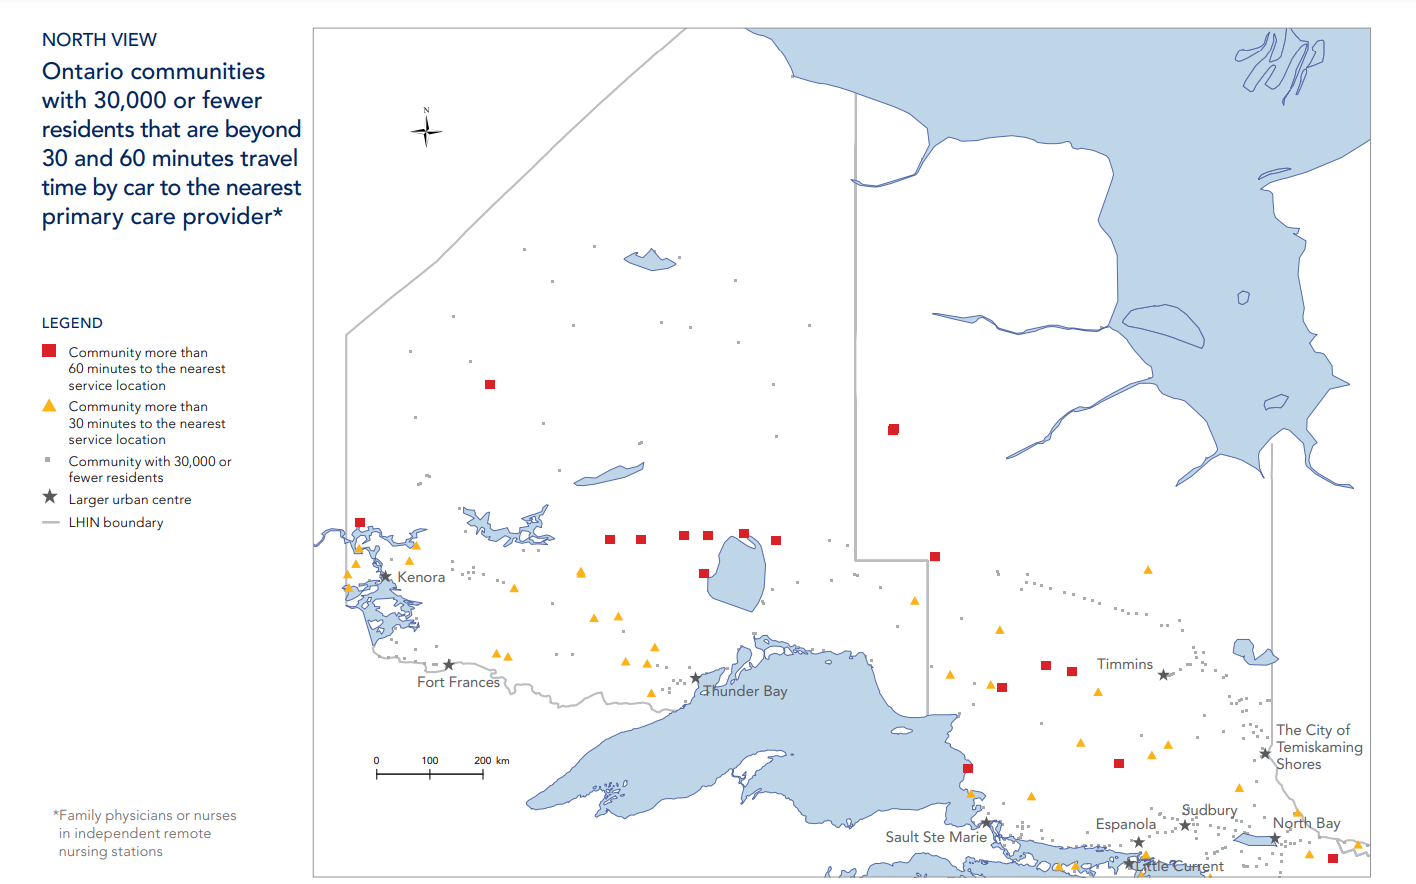 NORTH VIEW
Ontario communities
with 30,000 or fewer
residents that are beyond
30 and 60 minutes travel
time by car to the nearest
primary care provider*
LEGEND
Community more than
60 minutes to the nearest
service location
Community more than
30 minutes to the nearest
service location
Community with 30,000 or
fewer residents
Larger urban centre
LHIN boundary
*Family physicians or nurses
in independent remote
nursing stations
N
Kenora
Fort Frances
Thunder Bay
Timmins
The City of
Temiskaming
Shores
0 100 200 km
Sudbury
Espanola
North Bay
Sault Ste Marie
Little Current